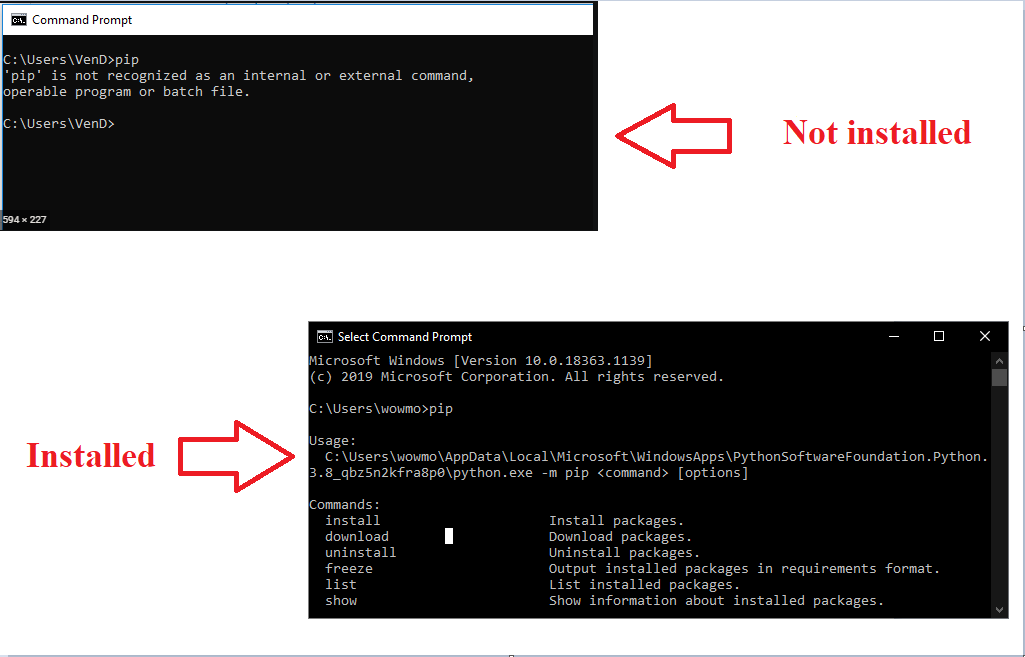 Command Prompt
C:\Users\VenD>pip
'pip' is not recognized as an internal or external command,
operable program or batch file.
C:\Users\VenD>
594 × 227
Not installed
Select Command Prompt
Microsoft Windows [Version 10.0.18363.1139]
(c) 2019 Microsoft Corporation. All rights reserved.
C:\Users\wowmo>pip
Usage:
C:\Users\wowmo\AppData\Local\Microsoft\WindowsApps\PythonSoftwareFoundation.Python.
3.8_qbz5n2kfra8p0\python.exe -m pip <command> [options]
Commands:
install Install packages.
download Download packages.
uninstall Uninstall packages.
freeze Output installed packages in requirements format.
list List installed packages.
show Show information about installed packages.
Installed